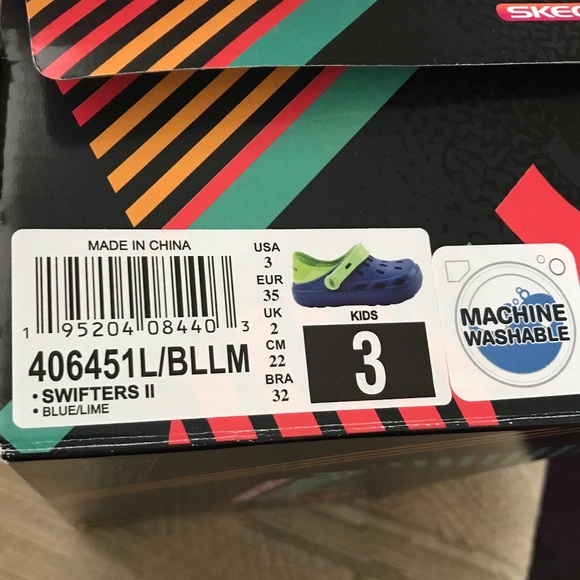 SKEC
MADE IN CHINA
1 95204 08440 3
406451L/BLLM
• SWIFTERS II
• BLUE/LIME
USA
3
EUR
35
UK
2
CM
22
BRA
32
KIDS
3
MACHINE
WASHABLE